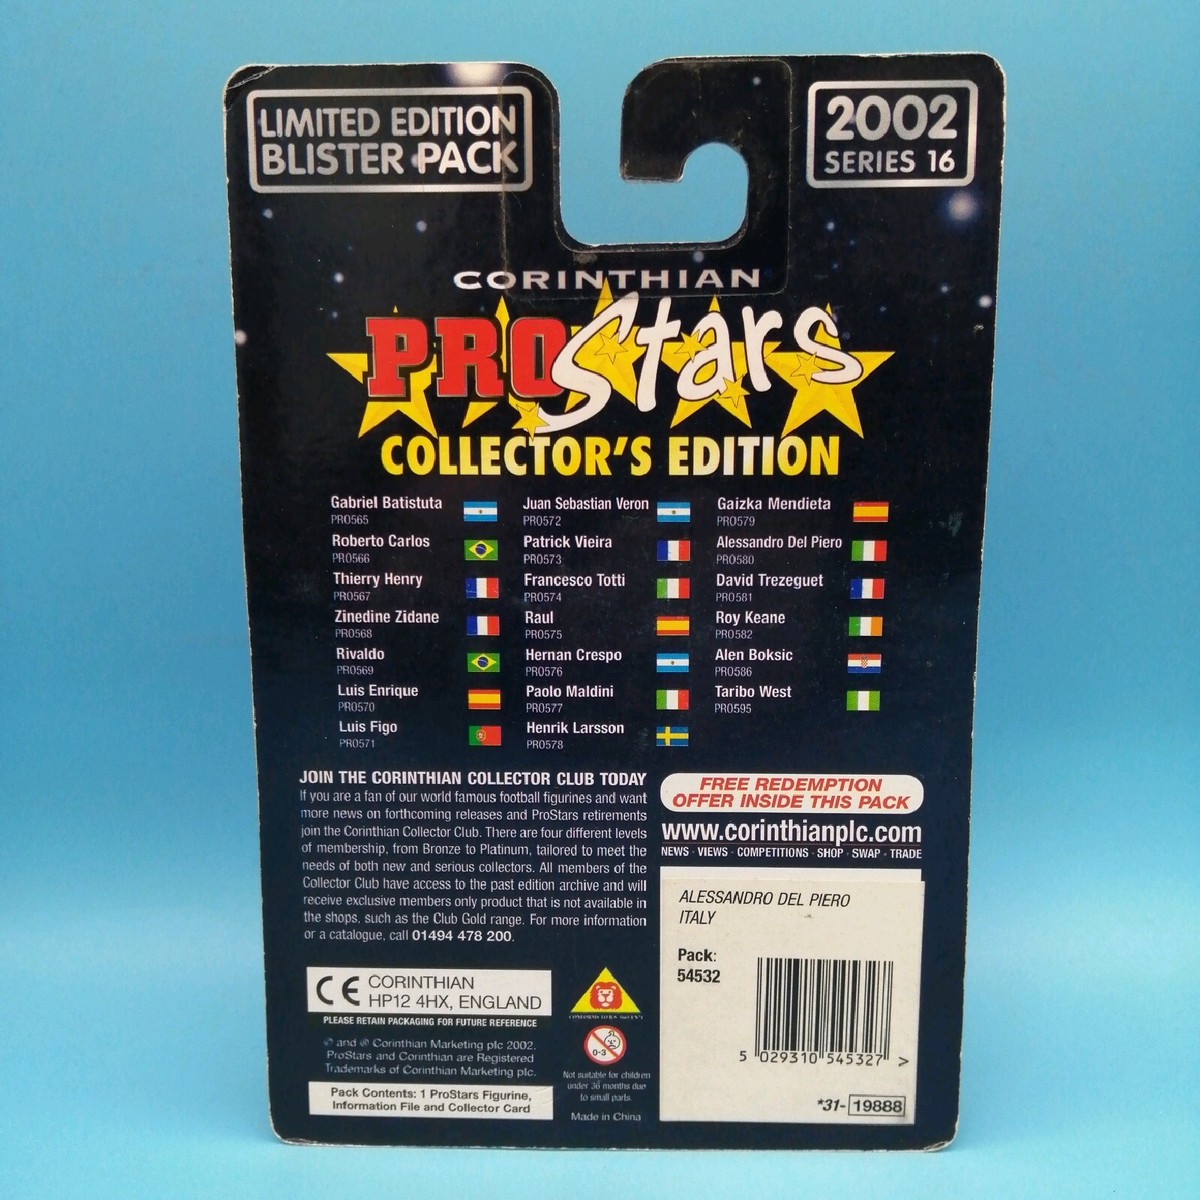 LIMITED EDITION
BLISTER PACK
2002
SERIES 16
CORINTHIAN
PROStars
COLLECTOR'S EDITION
Gabriel Batistuta
PRO565
Roberto Carlos
PRO566
Thierry Henry
PRO567
Zinedine Zidane
PRO568
Rivaldo
PRO569
Luis Enrique
PRO570
Luis Figo
PRO571
Juan Sebastian Veron
PRO572
Patrick Vieira
PRO573
Francesco Totti
PRO574
Raul
PRO575
Hernan Crespo
PRO576
Paolo Maldini
PRO577
Henrik Larsson
PRO578
Gaizka Mendieta
PRO579
Alessandro Del Piero
PRO580
David Trezeguet
PRO581
Roy Keane
PRO582
Alen Boksic
PRO586
Taribo West
PRO595
JOIN THE CORINTHIAN COLLECTOR CLUB TODAY
If you are a fan of our world famous football figurines and want
more news on forthcoming releases and ProStars retirements
join the Corinthian Collector Club. There are four different levels
of membership, from Bronze to Platinum, tailored to meet the
needs of both new and serious collectors. All members of the
Collector Club have access to the past edition archive and will
receive exclusive members only product that is not available in
the shops, such as the Club Gold range. For more information
or a catalogue, call 01494 478 200.
FREE REDEMPTION
OFFER INSIDE THIS PACK
www.corinthianplc.com
NEWS · VIEWS · COMPETITIONS · SHOP · SWAP · TRADE
ALESSANDRO DEL PIERO
ITALY
Pack:
54532
5 029310 545327 >
*31- 19888
CE CORINTHIAN
HP12 4HX, ENGLAND
PLEASE RETAIN PACKAGING FOR FUTURE REFERENCE
℗ and © Corinthian Marketing plc 2002.
ProStars and Corinthian are Registered
Trademarks of Corinthian Marketing plc.
Pack Contents: 1 ProStars Figurine,
Information File and Collector Card
0-3
Not suitable for children
under 36 months due
to small parts.
Made in China